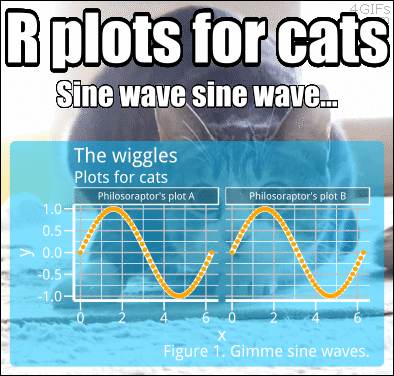 4GIFs
R plots for cats
Sine wave sine wave...
The wiggles
Plots for cats
Philosoraptor's plot A
Philosoraptor's plot B
1.0
0.5
0.0
-0.5
-1.0
y
0 2 4 6 0 2 4 6
x
Figure 1. Gimme sine waves.